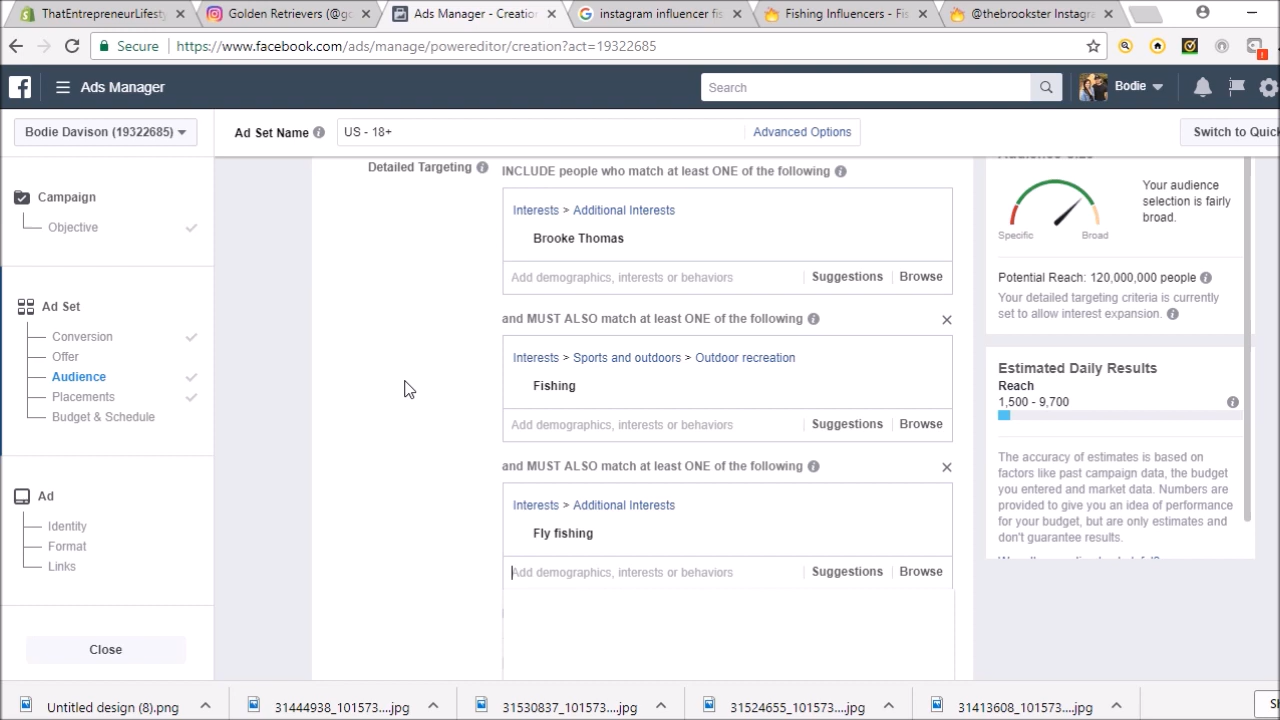 ThatEntrepreneurLifesty
Golden Retrievers (@go
Ads Manager - Creation
instagram influencer fis
Fishing Influencers - Fis
@thebrookster Instagra
Secure
https://www.facebook.com/ads/manage/powereditor/creation?act=19322685
Ads Manager
Search
Bodie
Bodie Davison (19322685)
Ad Set Name
US - 18+
Advanced Options
Switch to Quick
Campaign
Objective
Ad Set
Conversion
Offer
Audience
Placements
Budget & Schedule
Ad
Identity
Format
Links
Close
Detailed Targeting
INCLUDE people who match at least ONE of the following
Interests > Additional Interests
Brooke Thomas
Add demographics, interests or behaviors
Suggestions
Browse
and MUST ALSO match at least ONE of the following
Interests > Sports and outdoors > Outdoor recreation
Fishing
Add demographics, interests or behaviors
Suggestions
Browse
and MUST ALSO match at least ONE of the following
Interests > Additional Interests
Fly fishing
Add demographics, interests or behaviors
Suggestions
Browse
Audience Size
Specific
Broad
Your audience
selection is fairly
broad.
Potential Reach: 120,000,000 people
Your detailed targeting criteria is currently
set to allow interest expansion.
Estimated Daily Results
Reach
1,500 - 9,700
The accuracy of estimates is based on
factors like past campaign data, the budget
you entered and market data. Numbers are
provided to give you an idea of performance
for your budget, but are only estimates and
don't guarantee results.
Untitled design (8).png
31444938_101573....jpg
31530837_101573....jpg
31524655_101573....jpg
31413608_101573....jpg